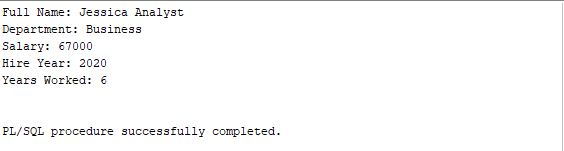 Full Name: Jessica Analyst
Department: Business
Salary: 67000
Hire Year: 2020
Years Worked: 6
PL/SQL procedure successfully completed.